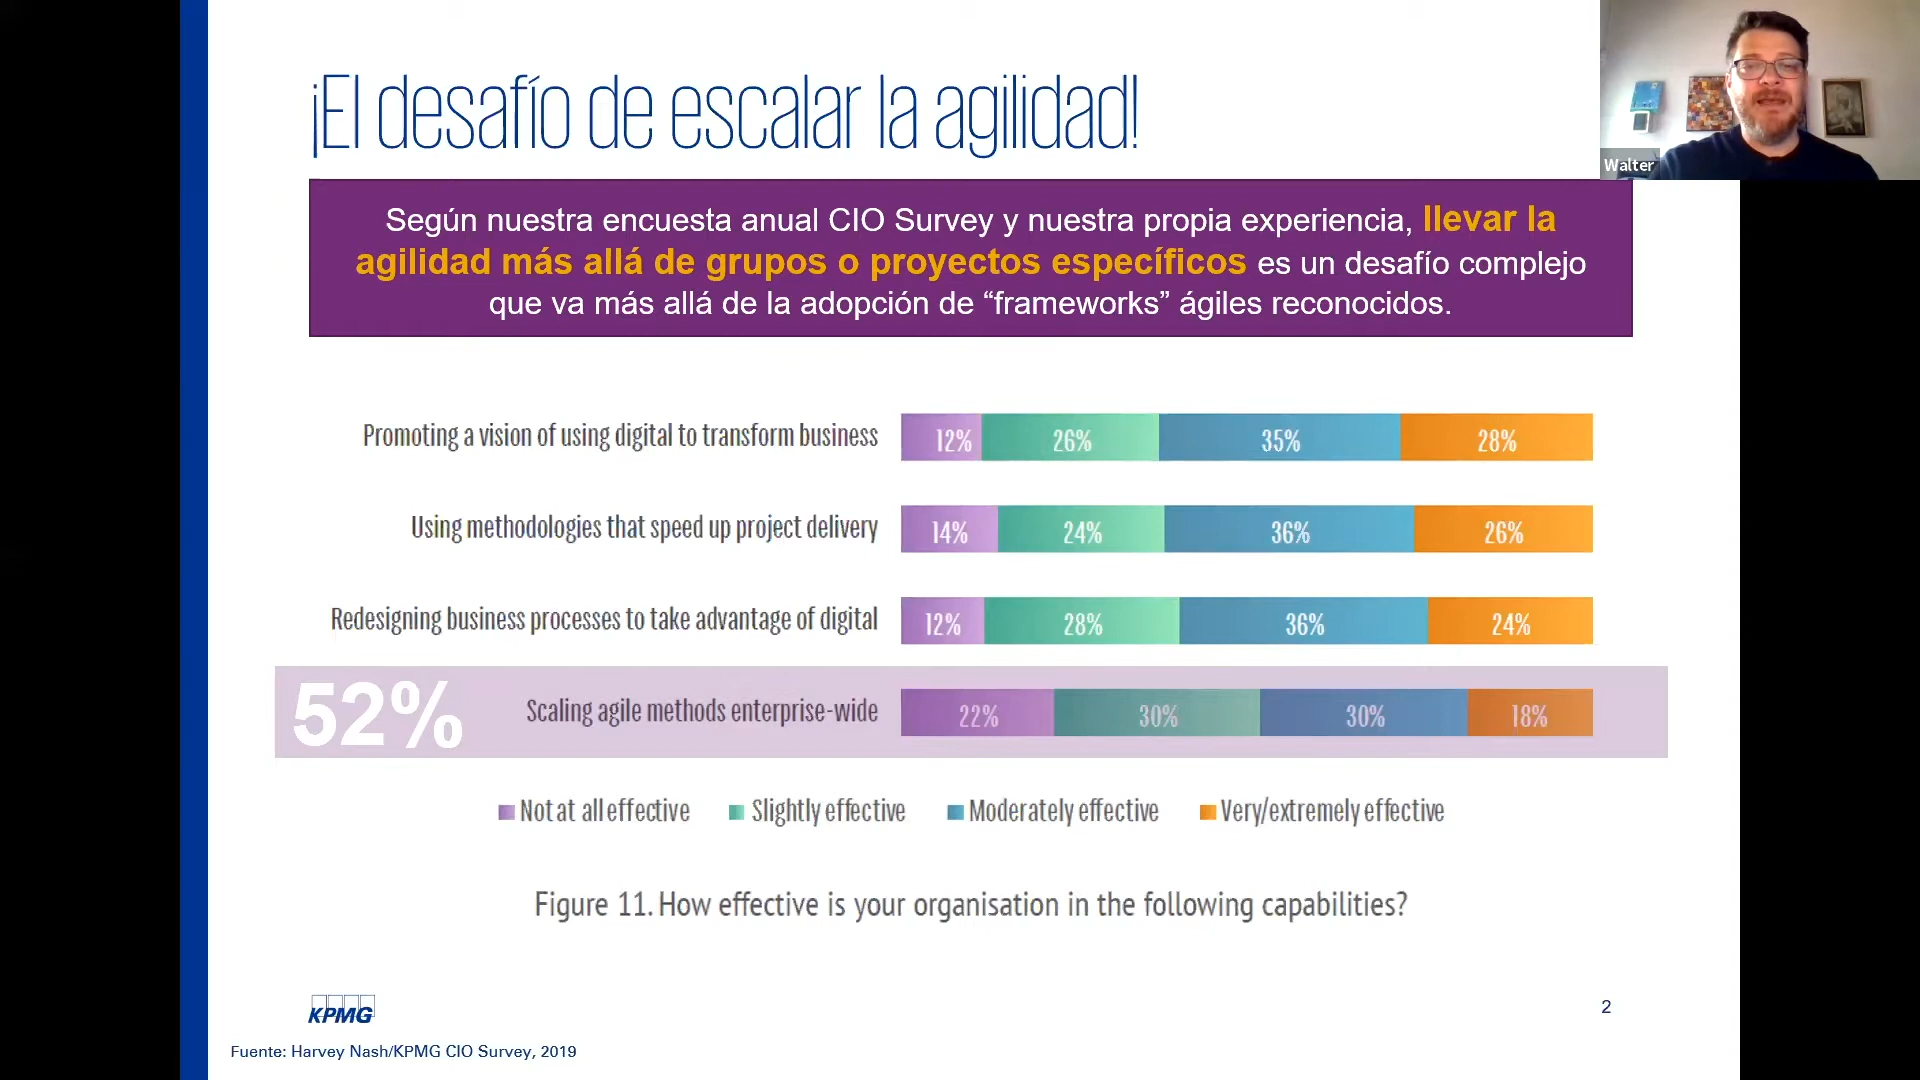 ¡El desafío de escalar la agilidad!
Walter
Según nuestra encuesta anual CIO Survey y nuestra propia experiencia, llevar la
agilidad más allá de grupos o proyectos específicos es un desafío complejo
que va más allá de la adopción de “frameworks” ágiles reconocidos.
Promoting a vision of using digital to transform business 12% 26% 35% 28%
Using methodologies that speed up project delivery 14% 24% 36% 26%
Redesigning business processes to take advantage of digital 12% 28% 36% 24%
52% Scaling agile methods enterprise-wide 22% 30% 30% 18%
Not at all effective Slightly effective Moderately effective Very/extremely effective
Figure 11. How effective is your organisation in the following capabilities?
KPMG
2
Fuente: Harvey Nash/KPMG CIO Survey, 2019